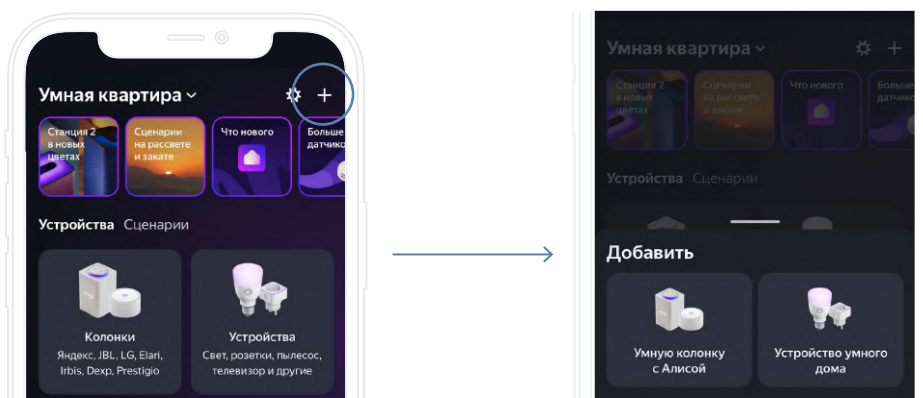 Умная квартира
Станция 2
в новых
цветах
Сценарии
на рассвете
и закате
Что нового
Больше
датчико
Устройства Сценарии
Колонки
Яндекс, JBL, LG, Elari,
Irbis, Dexp, Prestigio
Устройства
Свет, розетки, пылесос,
телевизор и другие
Умная квартира
Станция 2
в новых
цветах
Сценарии
на рассвете
и закате
Что нового
Больше
датчико
Устройства Сценарии
Добавить
Умную колонку
с Алисой
Устройство умного
дома